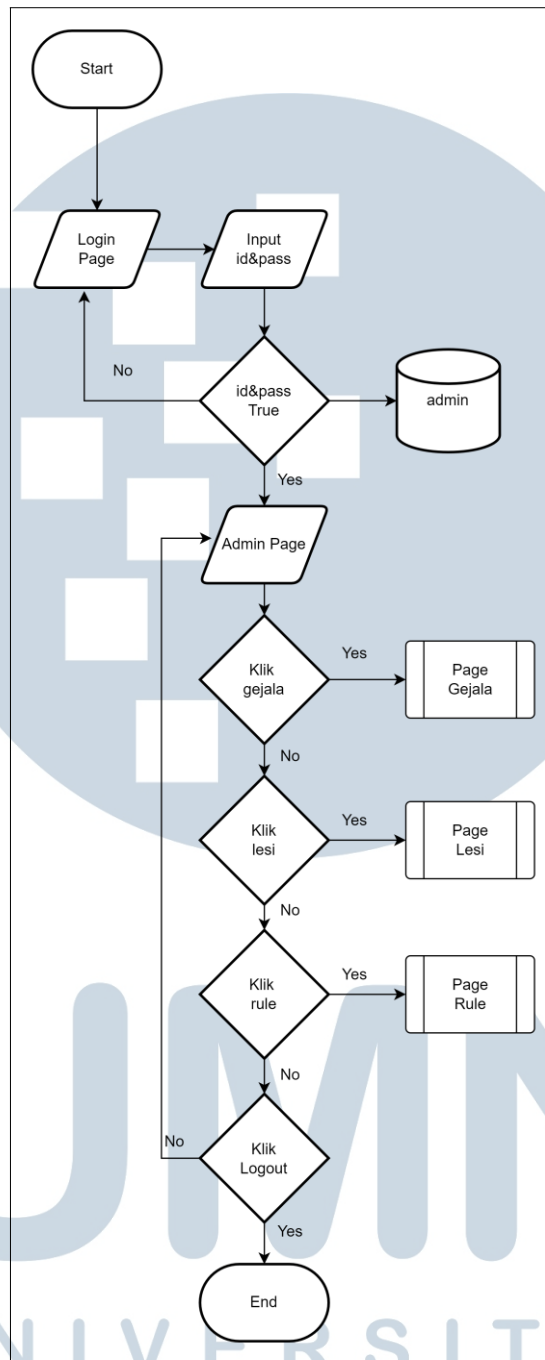 Start
Login
Page
Input
id&pass
No
id&pass
True
admin
Yes
Admin Page
Klik
gejala
Yes
Page
Gejala
No
Klik
lesi
Yes
Page
Lesi
No
Klik
rule
Yes
Page
Rule
No
Klik
Logout
No
Yes
End
UMN
NIVERSIT